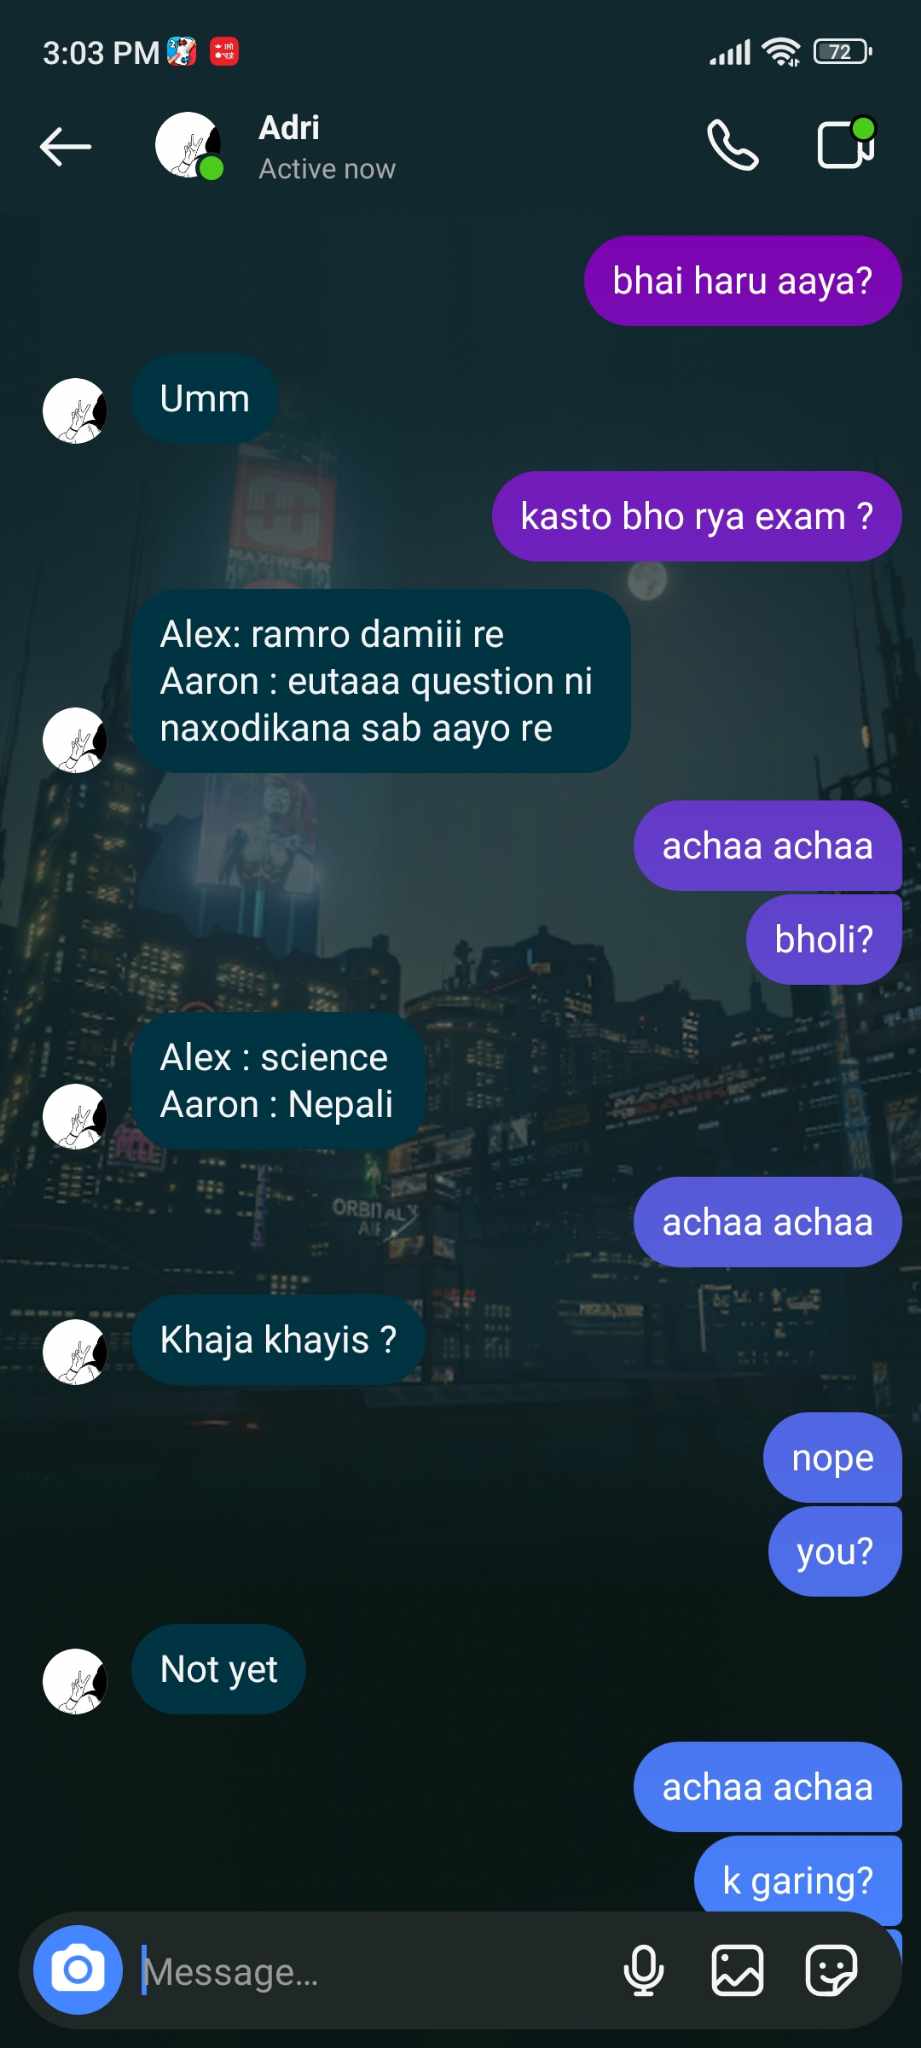 3:03 PM
72
Adri
Active now
bhai haru aaya?
Umm
kasto bho rya exam ?
Alex: ramro damiii re
Aaron : eutaaa question ni
naxodikana sab aayo re
achaa achaa
bholi?
Alex : science
Aaron : Nepali
achaa achaa
ORBITAL
AIR
Khaja khayis ?
nope
you?
Not yet
achaa achaa
k garing?
Message...